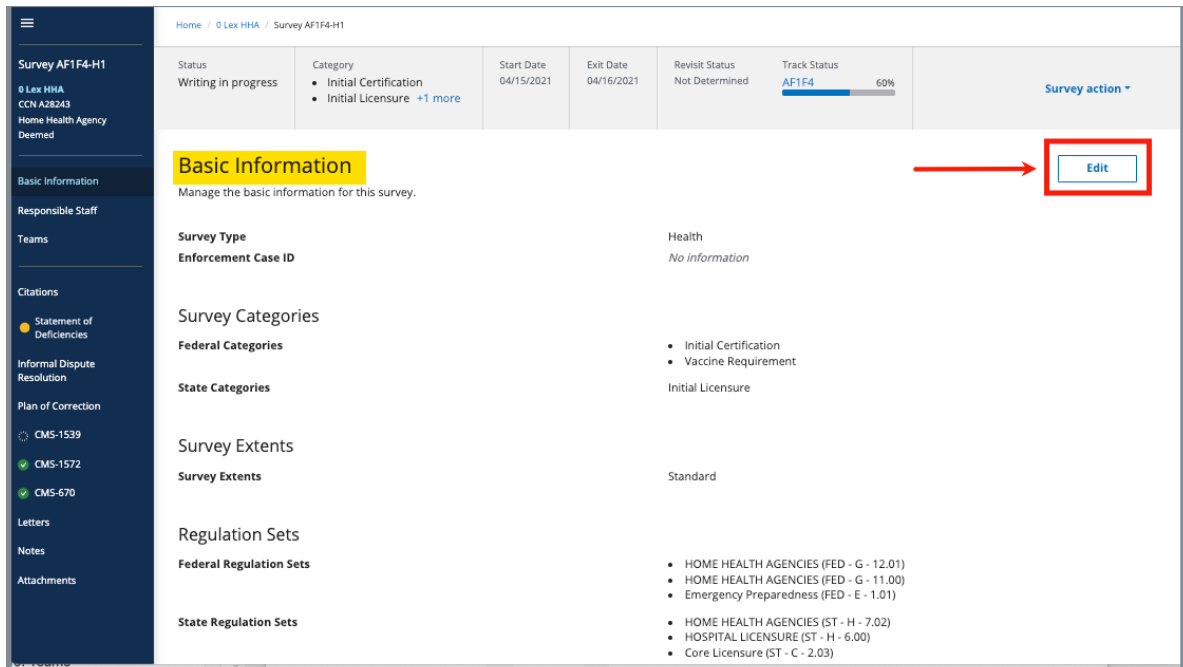 Home / 0 Lex HHA / Survey AF1F4-H1
Survey AF1F4-H1
0 Lex HHA
CCN A28243
Home Health Agency
Deemed
Basic Information
Responsible Staff
Teams
Citations
Statement of
Deficiencies
Informal Dispute
Resolution
Plan of Correction
CMS-1539
CMS-1572
CMS-670
Letters
Notes
Attachments
Status
Writing in progress
Category
• Initial Certification
• Initial Licensure +1 more
Start Date
04/15/2021
Exit Date
04/16/2021
Revisit Status
Not Determined
Track Status
AF1F4 60%
Survey action
Basic Information
Edit
Manage the basic information for this survey.
Survey Type Health
Enforcement Case ID No information
Survey Categories
Federal Categories • Initial Certification
• Vaccine Requirement
State Categories Initial Licensure
Survey Extents
Survey Extents Standard
Regulation Sets
Federal Regulation Sets • HOME HEALTH AGENCIES (FED - G - 12.01)
• HOME HEALTH AGENCIES (FED - G - 11.00)
• Emergency Preparedness (FED - E - 1.01)
State Regulation Sets • HOME HEALTH AGENCIES (ST - H - 7.02)
• HOSPITAL LICENSURE (ST - H - 6.00)
• Core Licensure (ST - C - 2.03)